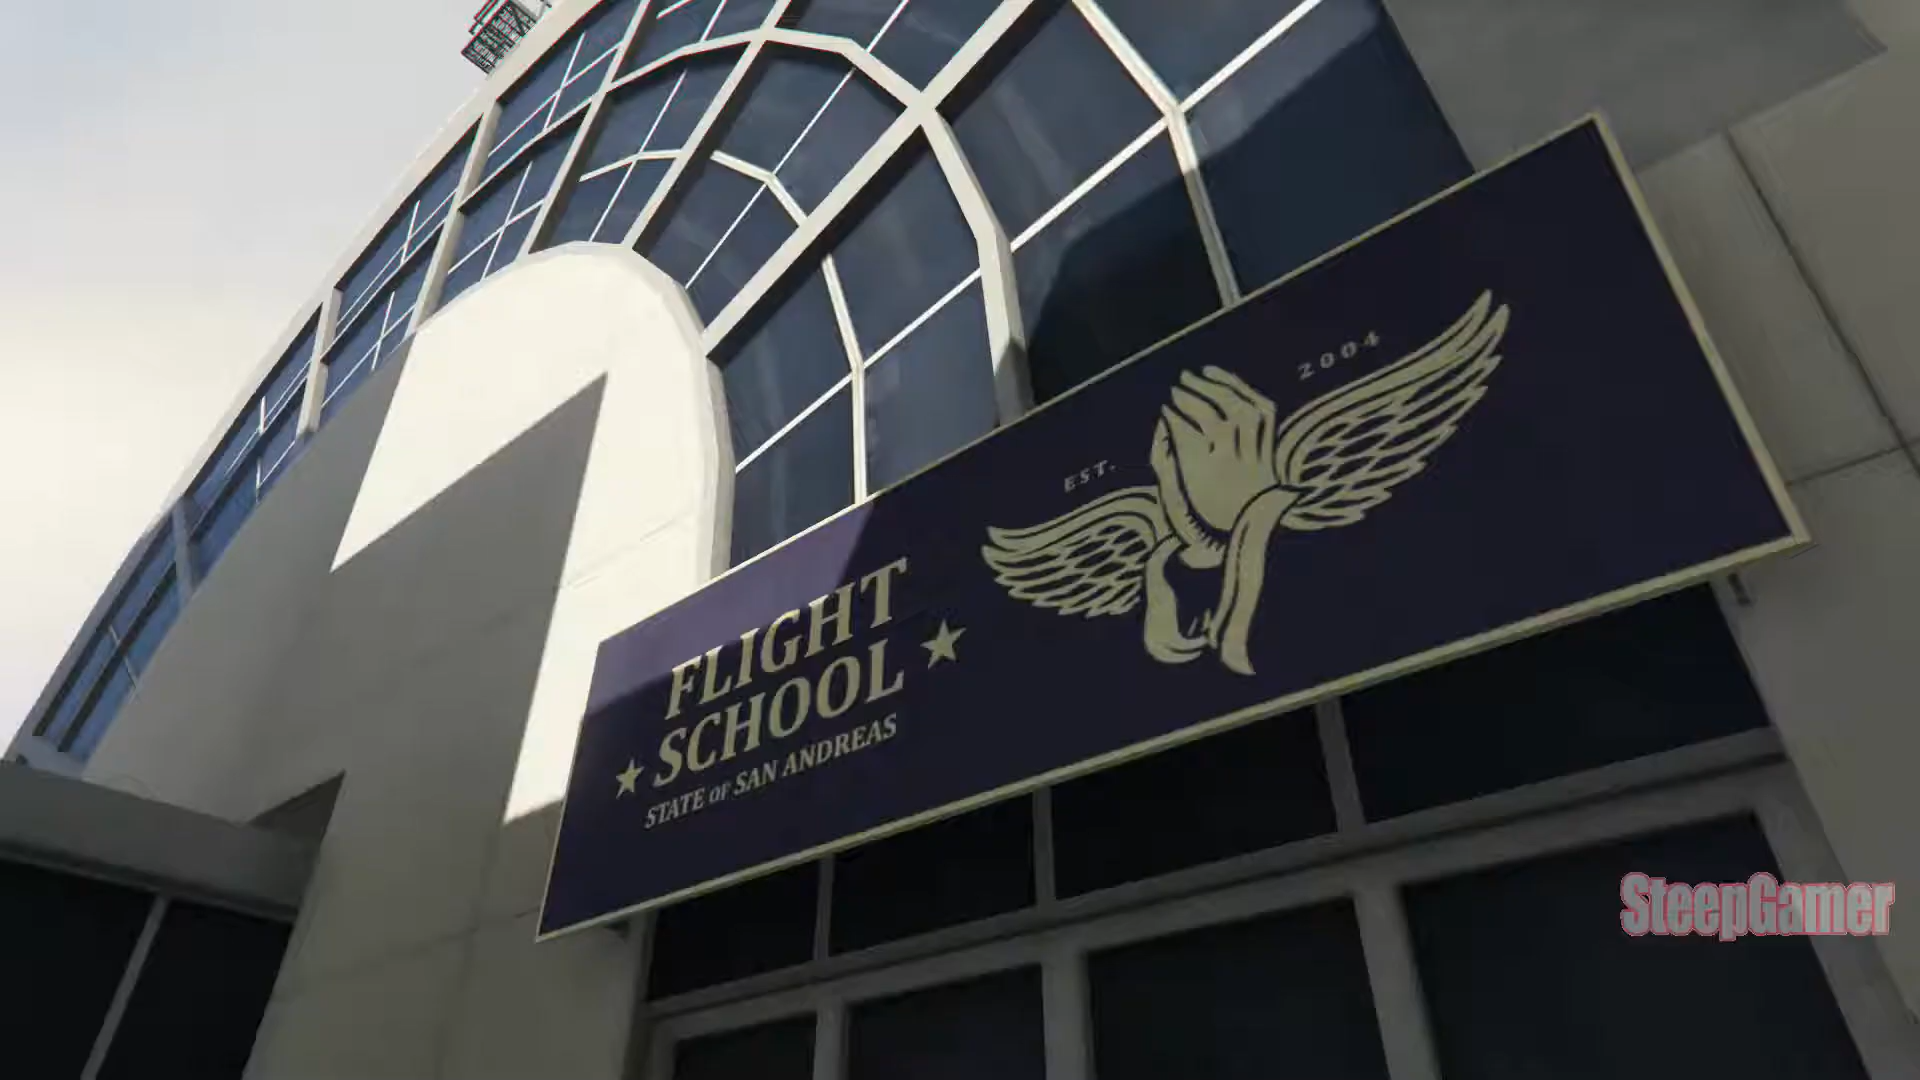 EST. 2004
FLIGHT
SCHOOL
STATE OF SAN ANDREAS
SteepGamer